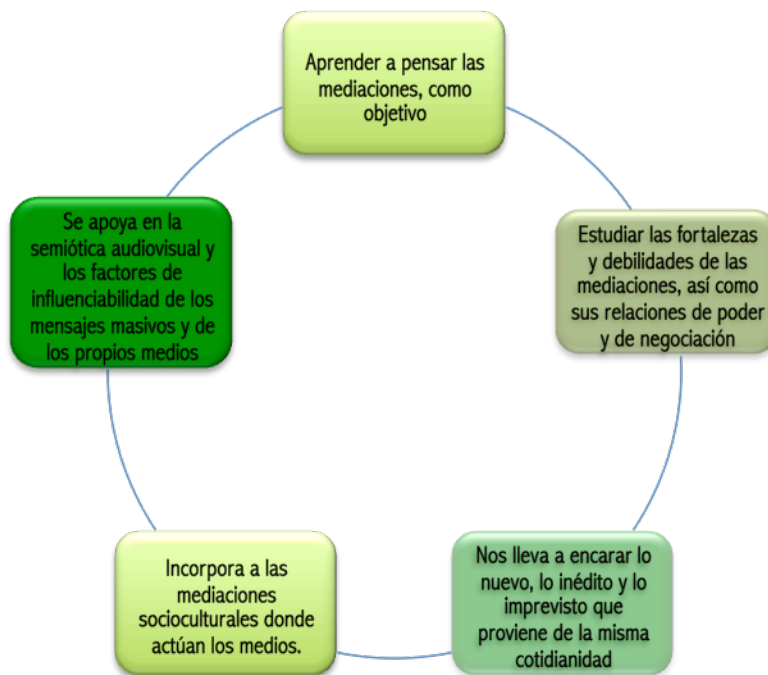 Aprender a pensar las
mediaciones, como
objetivo
Estudiar las fortalezas
y debilidades de las
mediaciones, así como
sus relaciones de poder
y de negociación
Nos lleva a encarar lo
nuevo, lo inédito y lo
imprevisto que
proviene de la misma
cotidianidad
Incorpora a las
mediaciones
socioculturales donde
actúan los medios.
Se apoya en la
semiótica audiovisual y
los factores de
influenciabilidad de los
mensajes masivos y de
los propios medios